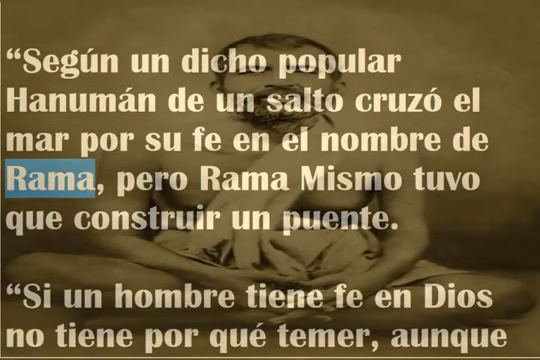 “Según un dicho popular
Hanumán de un salto cruzó el
mar por su fe en el nombre de
Rama, pero Rama Mismo tuvo
que construir un puente.
“Si un hombre tiene fe en Dios
no tiene por qué temer, aunque